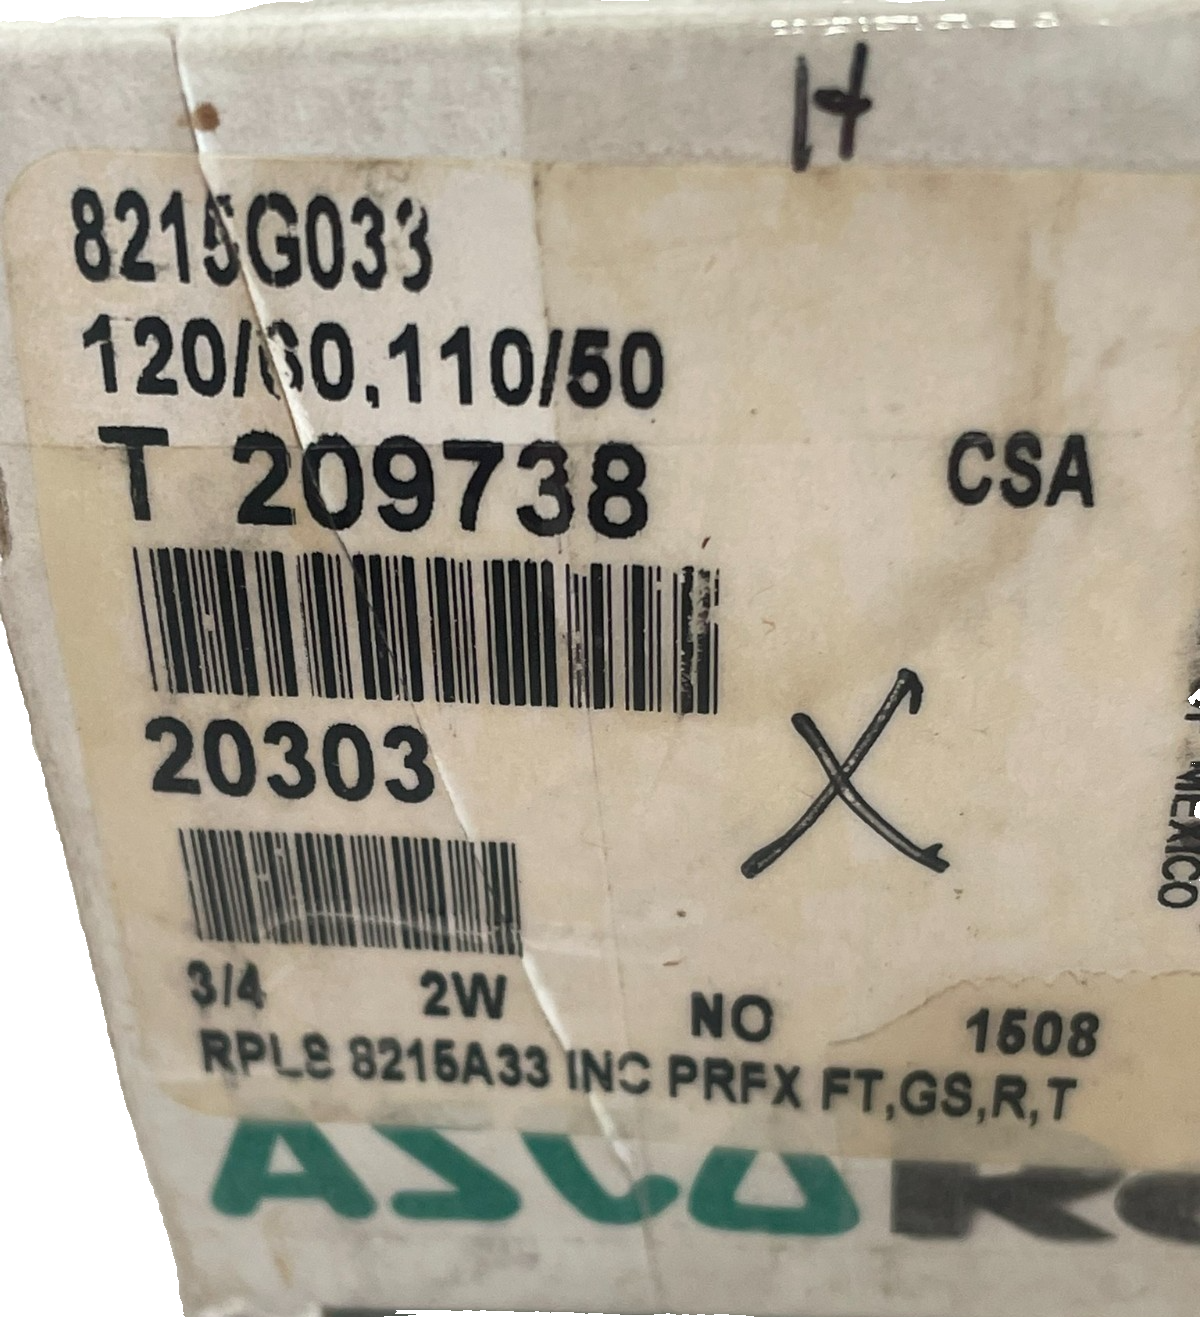 H
8215G033
120/60,110/50
T 209738
CSA
20303
X
MEXICO
3/4 2W NO 1508
RPLS 8215A33 INC PRFX FT,GS,R,T
ASCO